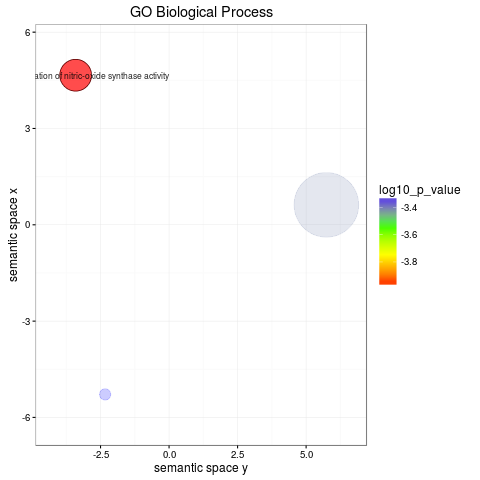 GO Biological Process
6
3
0
-3
-6
semantic space x
ation of nitric-oxide synthase activity
-2.5 0.0 2.5 5.0
semantic space y
log10_p_value
-3.4
-3.6
-3.8